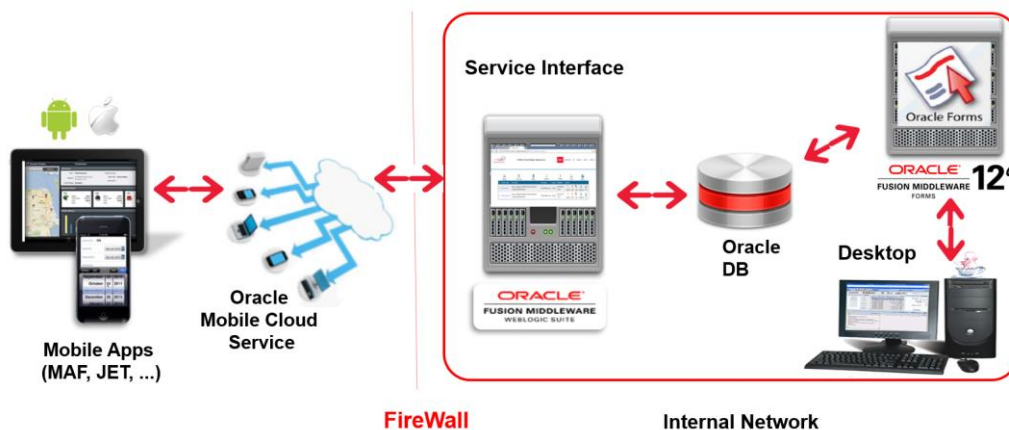 Service Interface
Oracle Forms
ORACLE
FUSION MIDDLEWARE
FORMS
12c
ORACLE
FUSION MIDDLEWARE
WEBLOGIC SUITE
Oracle
DB
Desktop
Oracle
Mobile Cloud
Service
Mobile Apps
(MAF, JET, ...)
FireWall
Internal Network